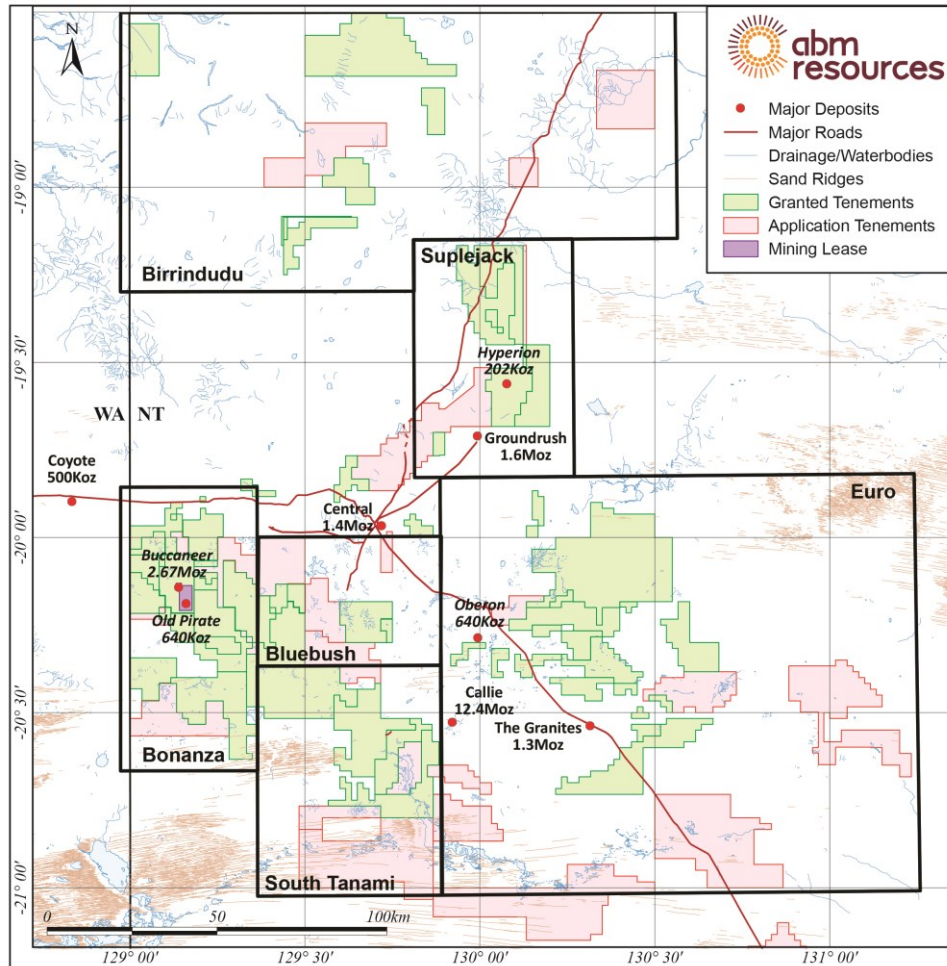 N
abm
resources
Major Deposits
Major Roads
Drainage/Waterbodies
Sand Ridges
Granted Tenements
Application Tenements
Mining Lease
-19° 00'
Birrindudu
Suplejack
-19° 30'
Hyperion
202Koz
WA NT
Groundrush
1.6Moz
Coyote
500Koz
Euro
Central
1.4Moz
-20° 00'
Buccaneer
2.67Moz
Old Pirate
640Koz
Oberon
640Koz
Bluebush
Callie
12.4Moz
The Granites
1.3Moz
-20° 30'
Bonanza
South Tanami
-21° 00'
0 50 100km
129° 00' 129° 30' 130° 00' 130° 30' 131° 00'